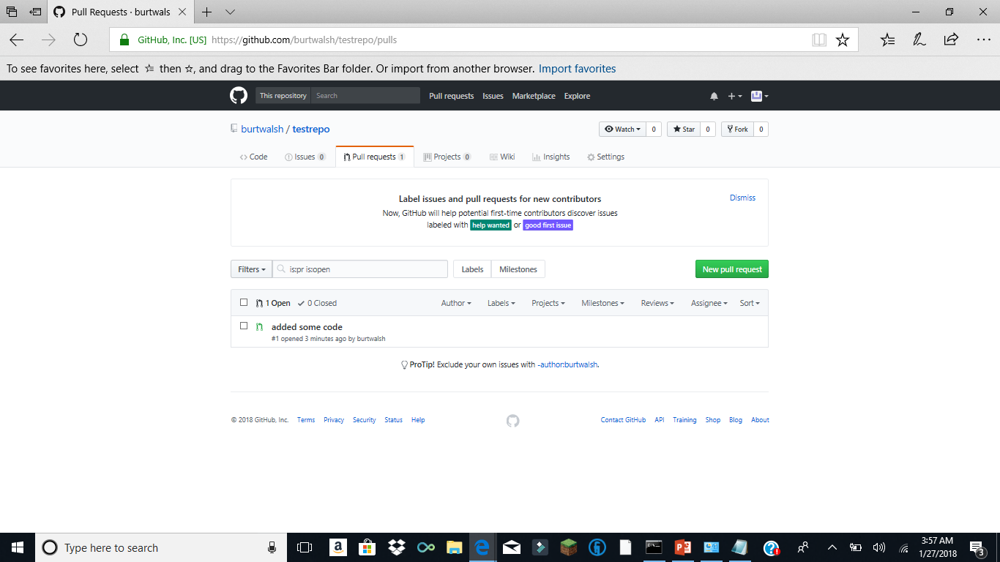 Pull Requests · burtwals
GitHub, Inc. [US] https://github.com/burtwalsh/testrepo/pulls
To see favorites here, select then , and drag to the Favorites Bar folder. Or import from another browser. Import favorites
This repository Search Pull requests Issues Marketplace Explore
burtwalsh / testrepo Watch 0 Star 0 Fork 0
Code Issues 0 Pull requests 1 Projects 0 Wiki Insights Settings
Label issues and pull requests for new contributors Dismiss
Now, GitHub will help potential first-time contributors discover issues
labeled with help wanted or good first issue
Filters is:pr is:open Labels Milestones New pull request
1 Open 0 Closed Author Labels Projects Milestones Reviews Assignee Sort
added some code
#1 opened 3 minutes ago by burtwalsh
ProTip! Exclude your own issues with -author:burtwalsh.
© 2018 GitHub, Inc. Terms Privacy Security Status Help Contact GitHub API Training Shop Blog About
Type here to search 3:57 AM
1/27/2018 3